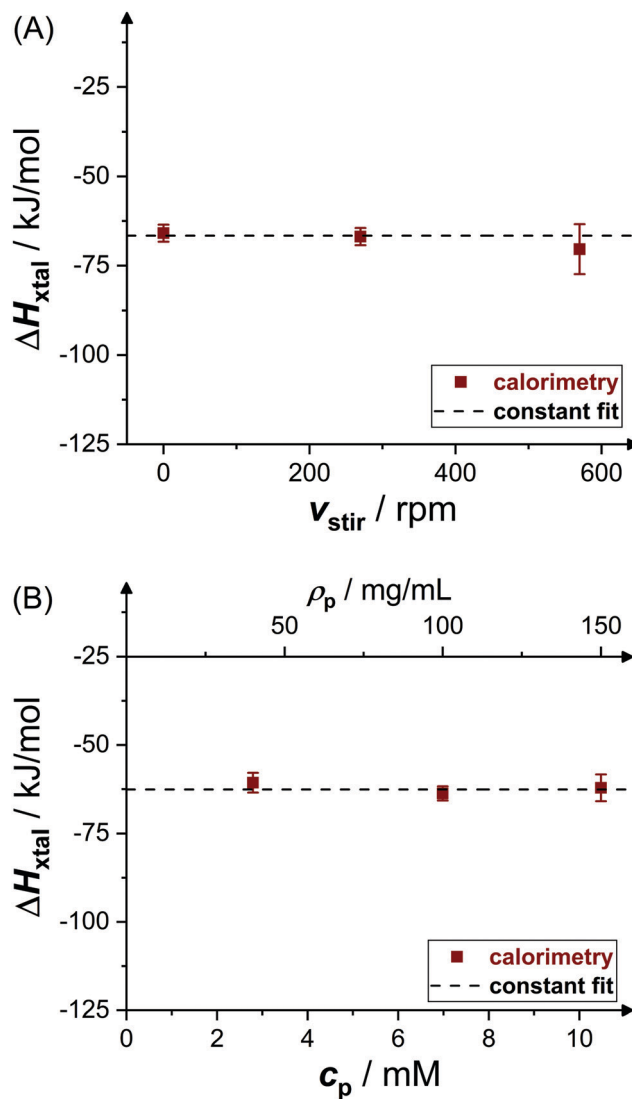 (A)
-25
-50
-75
-100
-125
ΔHxtal / kJ/mol
calorimetry
constant fit
0 200 400 600
vstir / rpm
(B)
ρp / mg/mL
50 100 150
-25
-50
-75
-100
-125
ΔHxtal / kJ/mol
calorimetry
constant fit
0 2 4 6 8 10
cp / mM